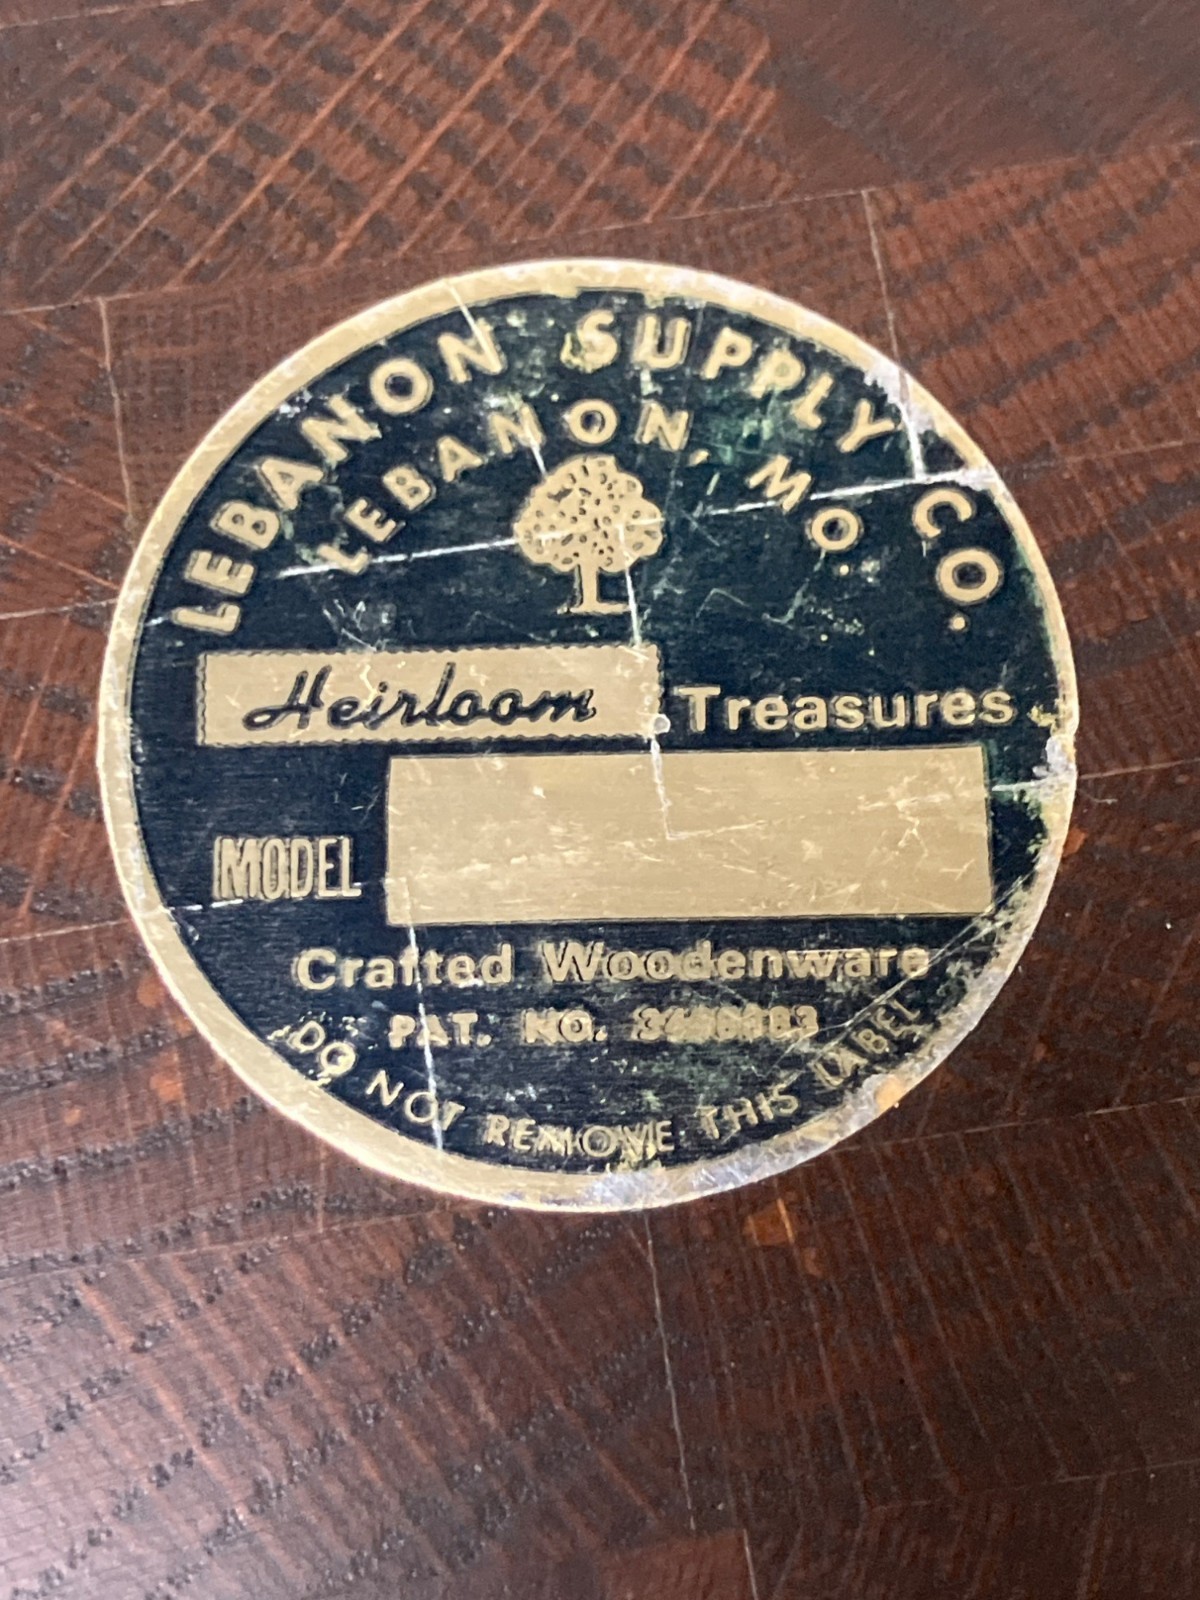 LEBANON SUPPLY CO.
LEBANON, MO.
Heirloom Treasures
MODEL
Crafted Woodenware
PAT. NO.
DO NOT REMOVE THIS LABEL